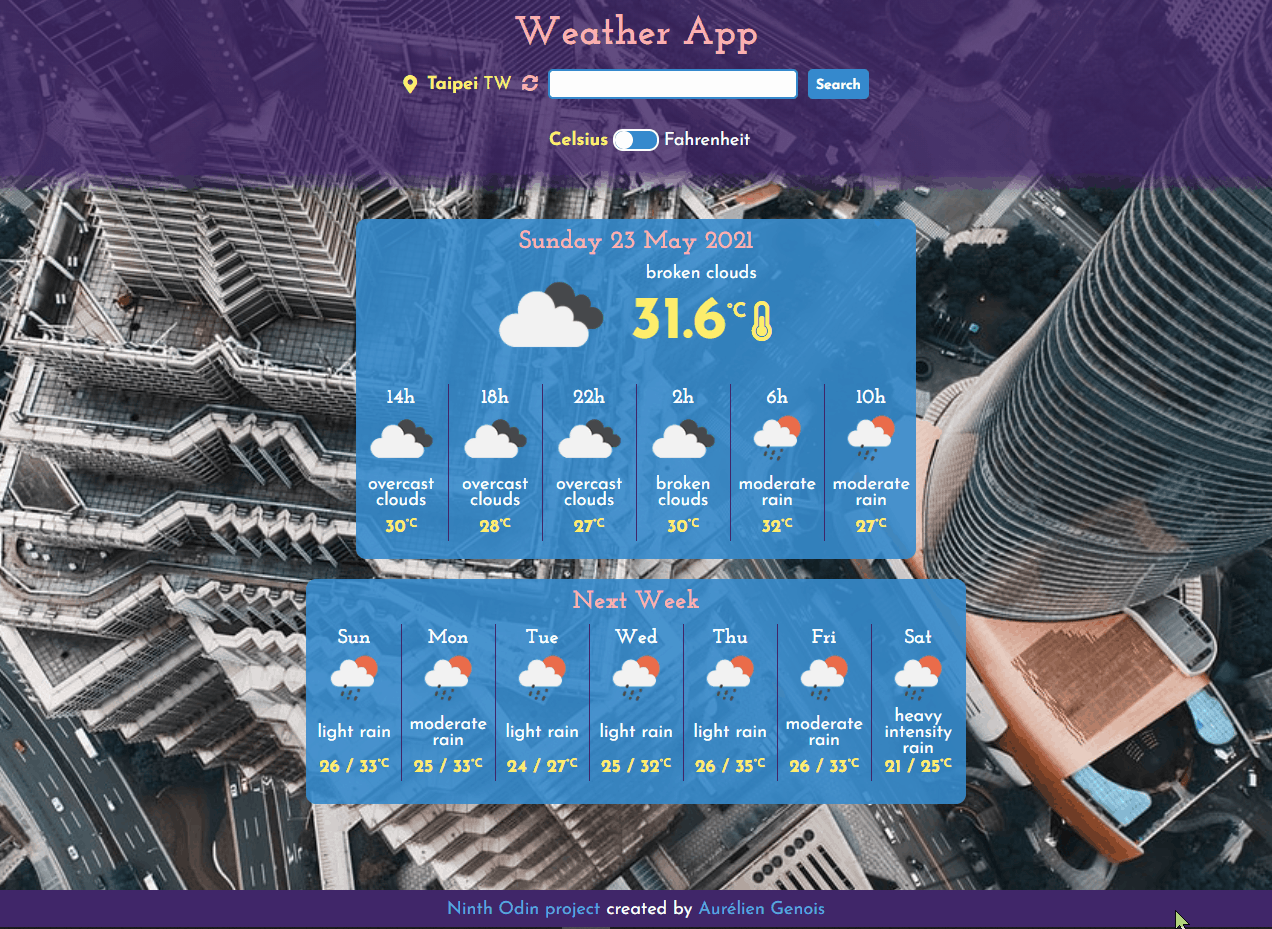 Weather App
Taipei TW Search
Celsius Fahrenheit
Sunday 23 May 2021
broken clouds
31.6°C
14h 18h 22h 2h 6h 10h
overcast clouds overcast clouds overcast clouds broken clouds moderate rain moderate rain
30°C 28°C 27°C 30°C 32°C 27°C
Next Week
Sun Mon Tue Wed Thu Fri Sat
light rain moderate rain light rain light rain light rain moderate rain heavy intensity rain
26 / 33°C 25 / 33°C 24 / 27°C 25 / 32°C 26 / 35°C 26 / 33°C 21 / 25°C
Ninth Odin project created by Aurélien Genois